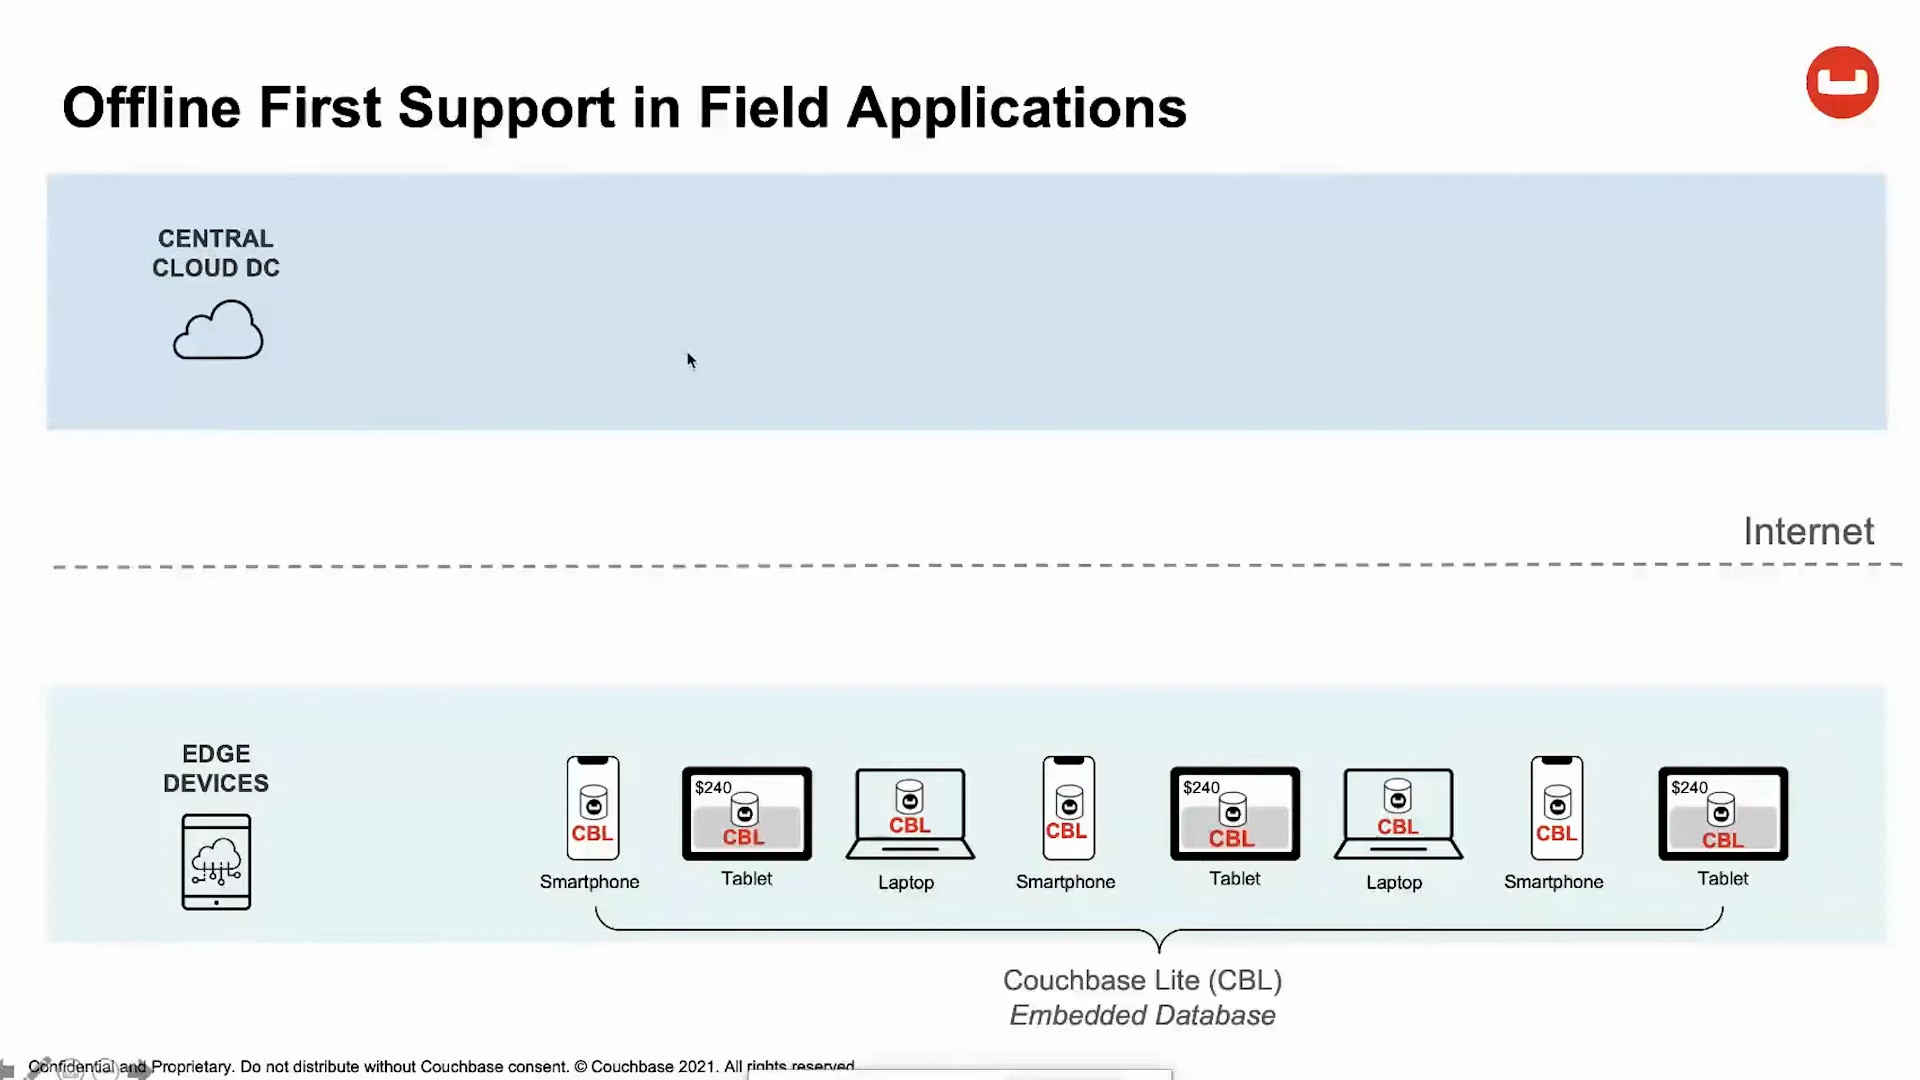 Offline First Support in Field Applications
CENTRAL
CLOUD DC
Internet
EDGE
DEVICES
CBL
$240
CBL
CBL
CBL
$240
CBL
CBL
CBL
$240
CBL
Smartphone
Tablet
Laptop
Smartphone
Tablet
Laptop
Smartphone
Tablet
Couchbase Lite (CBL)
Embedded Database
Confidential and Proprietary. Do not distribute without Couchbase consent. © Couchbase 2021. All rights reserved.